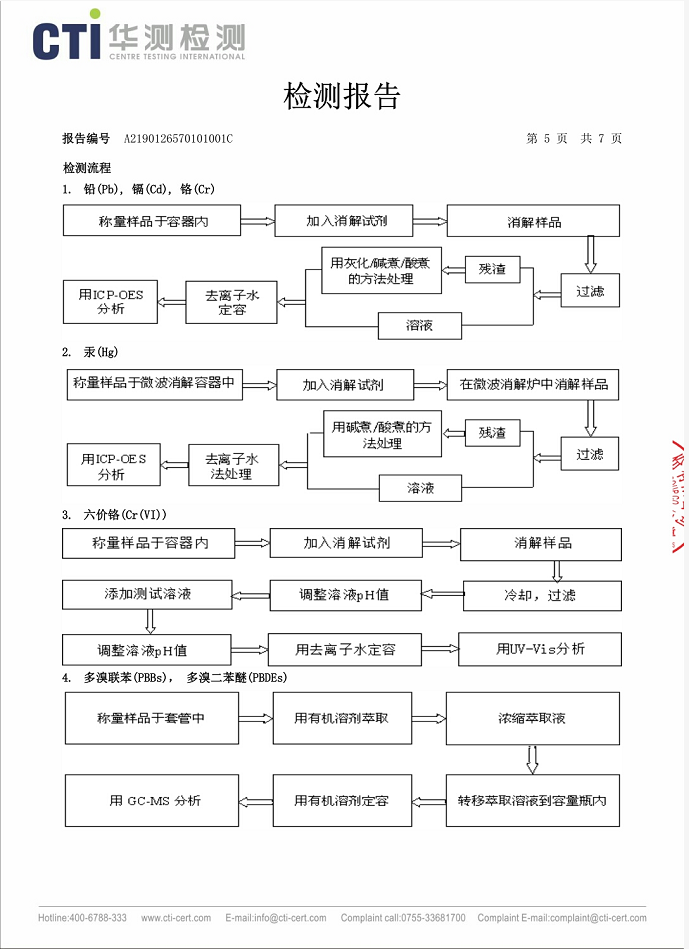 CTI 华测检测
CENTRE TESTING INTERNATIONAL
检测报告
报告编号 A2190126570101001C 第 5 页 共 7 页
检测流程
1. 铅(Pb), 镉(Cd), 铬(Cr)
称量样品于容器内 加入消解试剂 消解样品
用灰化/碱煮/酸煮
的方法处理
残渣
过滤
用ICP-OES
分析
去离子水
定容
溶液
2. 汞(Hg)
称量样品于微波消解容器中 加入消解试剂 在微波消解炉中消解样品
用碱煮/酸煮的方
法处理
残渣
过滤
用ICP-OES
分析
去离子水
法处理
溶液
3. 六价铬(Cr(VI))
称量样品于容器内 加入消解试剂 消解样品
添加测试溶液 调整溶液pH值 冷却，过滤
调整溶液pH值 用去离子水定容 用UV-Vis分析
4. 多溴联苯(PBBs), 多溴二苯醚(PBDEs)
称量样品于套管中 用有机溶剂萃取 浓缩萃取液
用 GC-MS 分析 用有机溶剂定容 转移萃取溶液到容量瓶内
Hotline:400-6788-333 www.cti-cert.com E-mail:info@cti-cert.com Complaint call:0755-33681700 Complaint E-mail:complaint@cti-cert.com